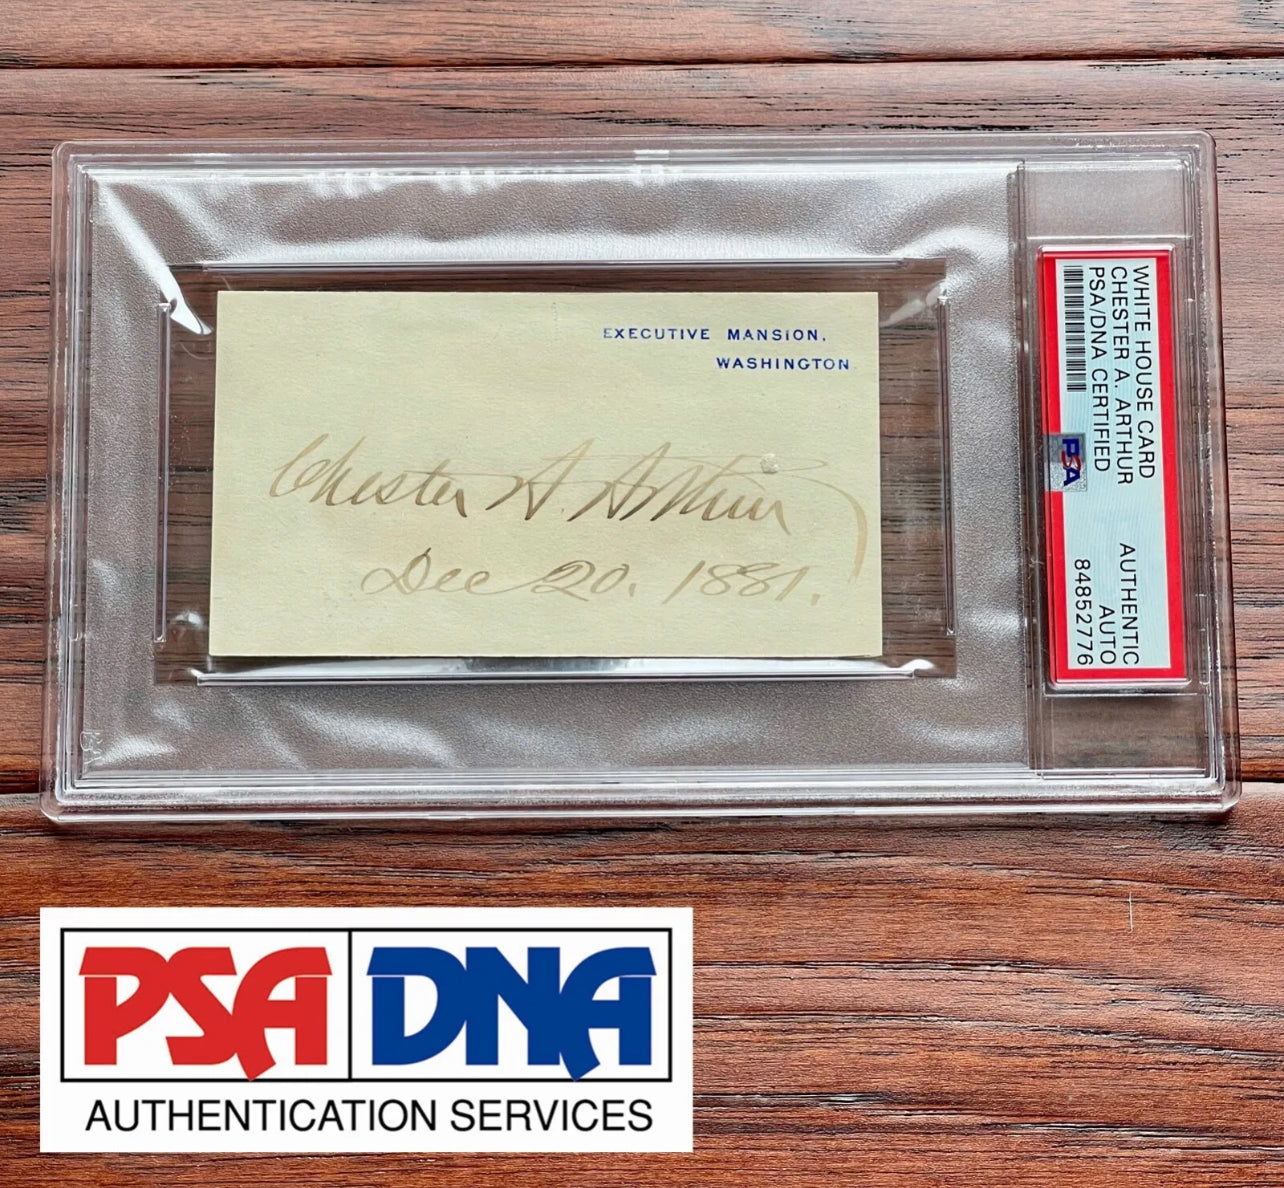 EXECUTIVE MANSION,
WASHINGTON
Chester A. Arthur
Dec 20. 1881.
WHITE HOUSE CARD
CHESTER A. ARTHUR
PSA/DNA CERTIFIED
PSA
AUTHENTIC
AUTO
84852776
PSA DNA
AUTHENTICATION SERVICES